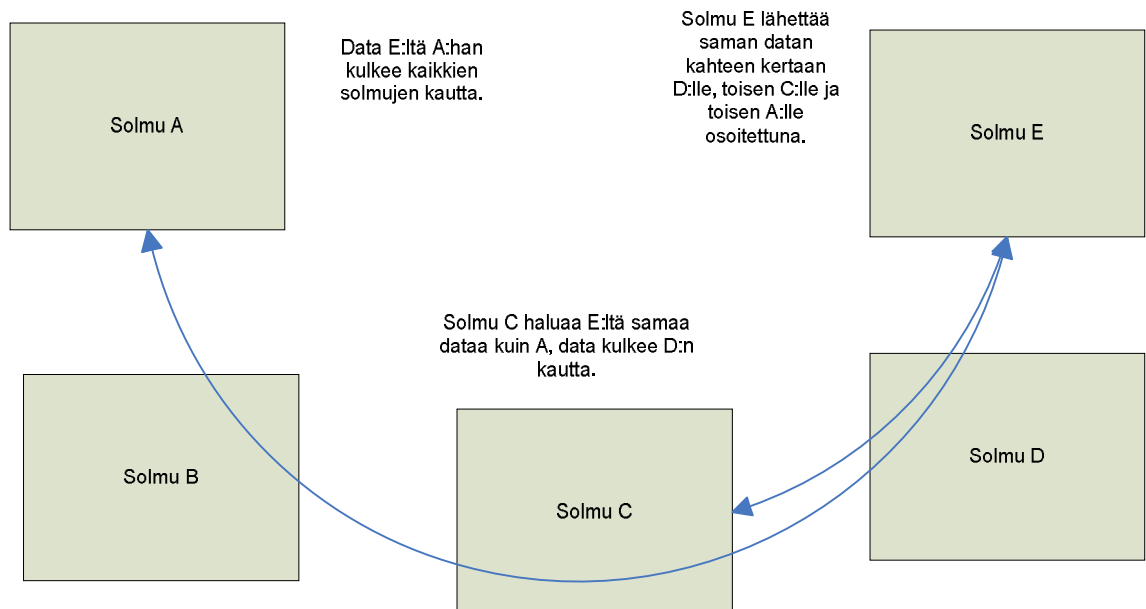 Solmu A
Data E:ltä A:han
kulkee kaikkien
solmujen kautta.
Solmu E lähettää
saman datan
kahteen kertaan
D:lle, toisen C:lle ja
toisen A:lle
osoitettuna.
Solmu E
Solmu C haluaa E:ltä samaa
dataa kuin A, data kulkee D:n
kautta.
Solmu B
Solmu C
Solmu D